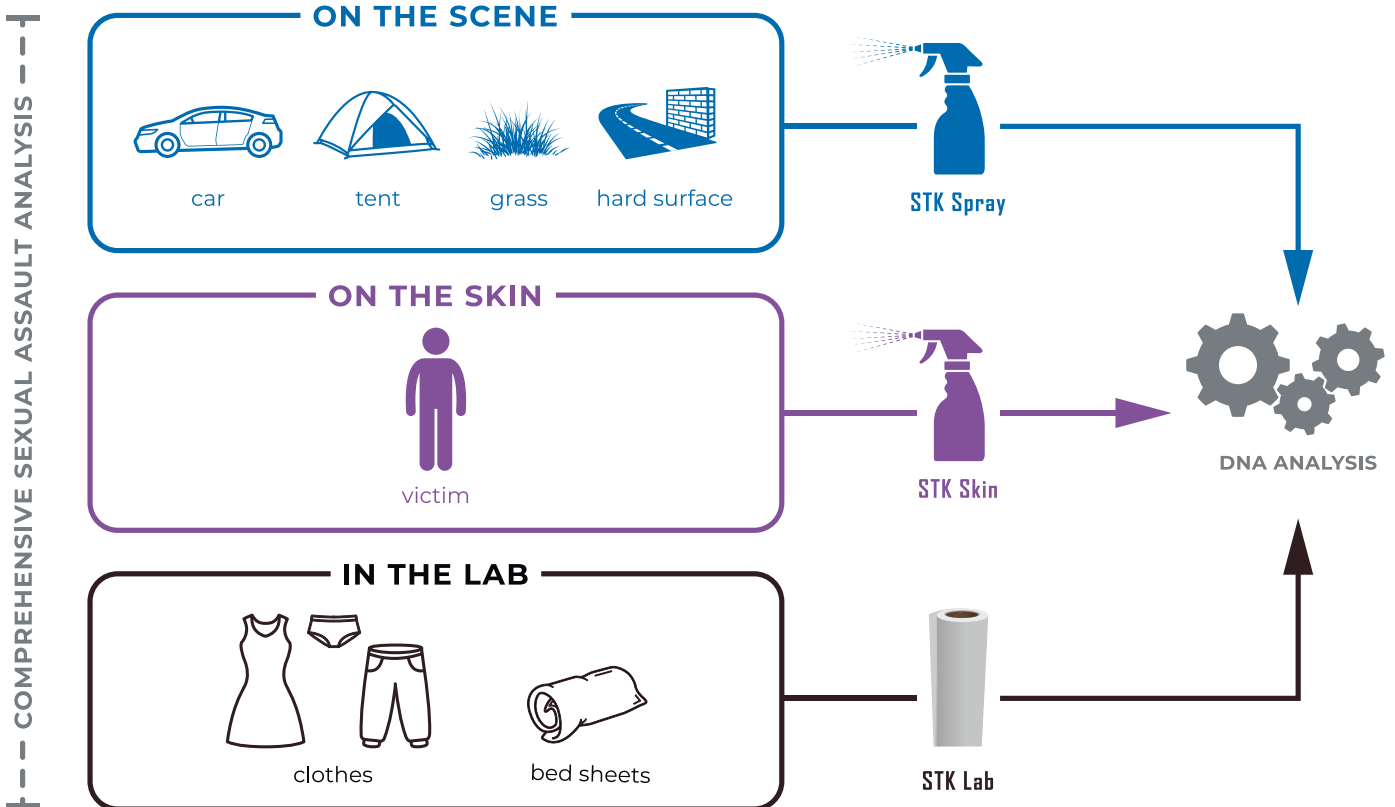 COMPREHENSIVE SEXUAL ASSAULT ANALYSIS
ON THE SCENE
car
tent
grass
hard surface
STK Spray
ON THE SKIN
victim
STK Skin
DNA ANALYSIS
IN THE LAB
clothes
bed sheets
STK Lab